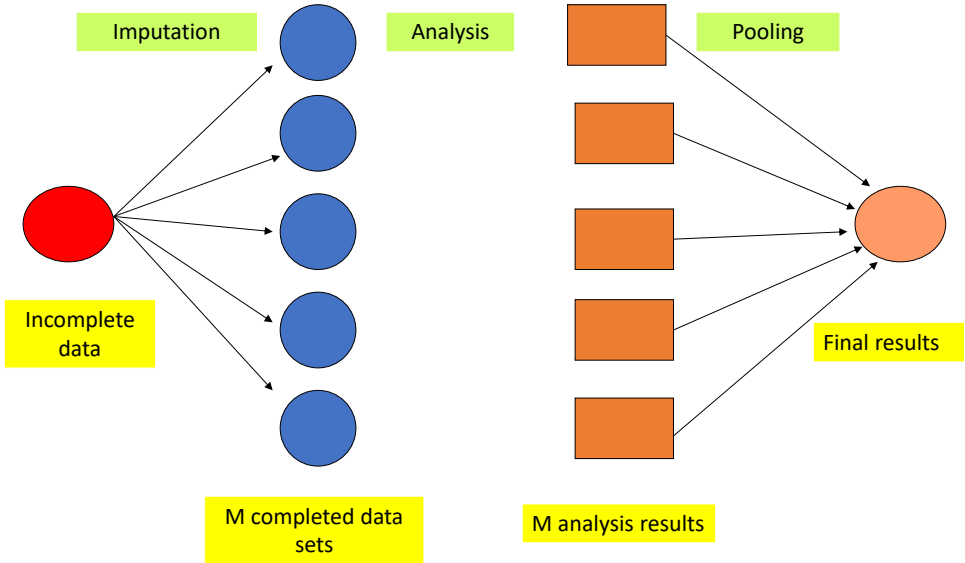 Imputation
Analysis
Pooling
Incomplete
data
Final results
M completed data
sets
M analysis results